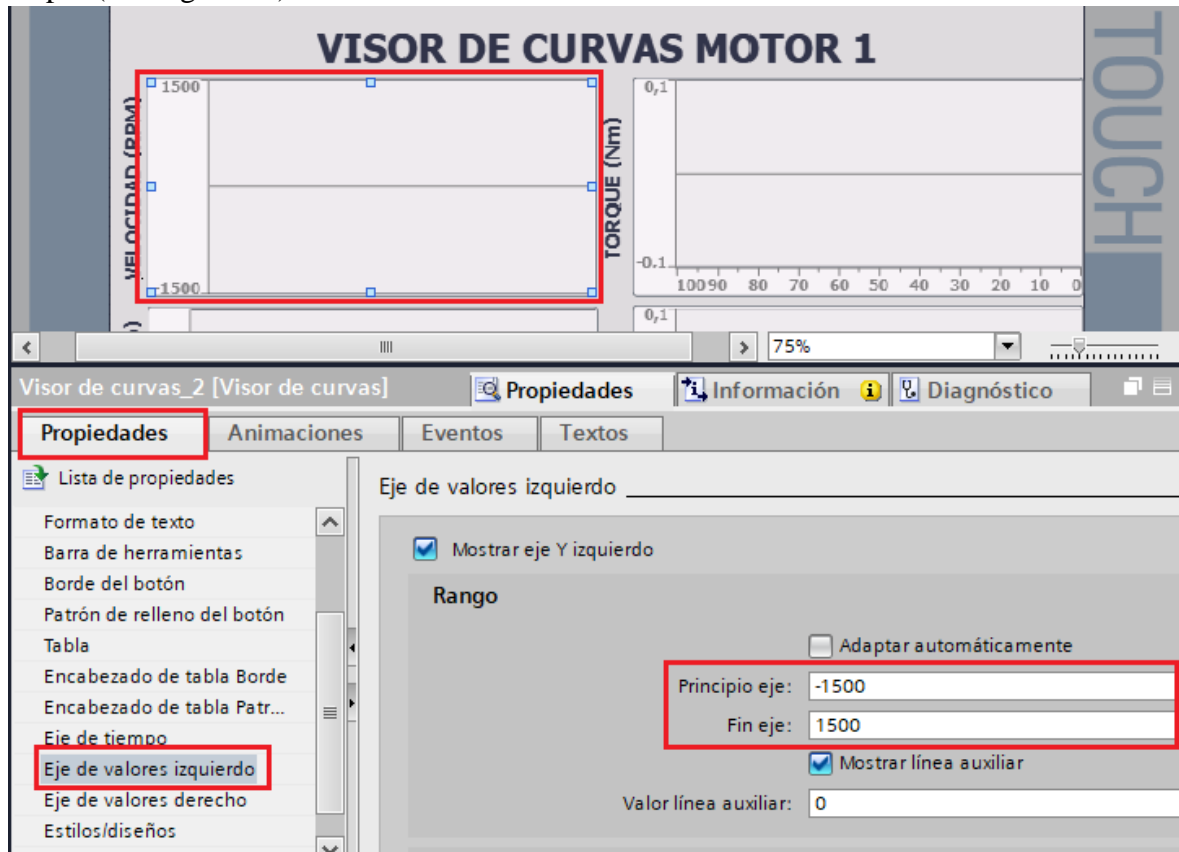 VISOR DE CURVAS MOTOR 1
TOUCH
VELOCIDAD (RPM)
1500
-1500
TORQUE (Nm)
0,1
-0.1
100 90 80 70 60 50 40 30 20 10 0
0,1
75%
Visor de curvas_2 [Visor de curvas]
Propiedades
Información
Diagnóstico
Propiedades
Animaciones
Eventos
Textos
Lista de propiedades
Formato de texto
Barra de herramientas
Borde del botón
Patrón de relleno del botón
Tabla
Encabezado de tabla Borde
Encabezado de tabla Patr...
Eje de tiempo
Eje de valores izquierdo
Eje de valores derecho
Estilos/diseños
Eje de valores izquierdo
Mostrar eje Y izquierdo
Rango
Adaptar automáticamente
Principio eje: -1500
Fin eje: 1500
Mostrar línea auxiliar
Valor línea auxiliar: 0